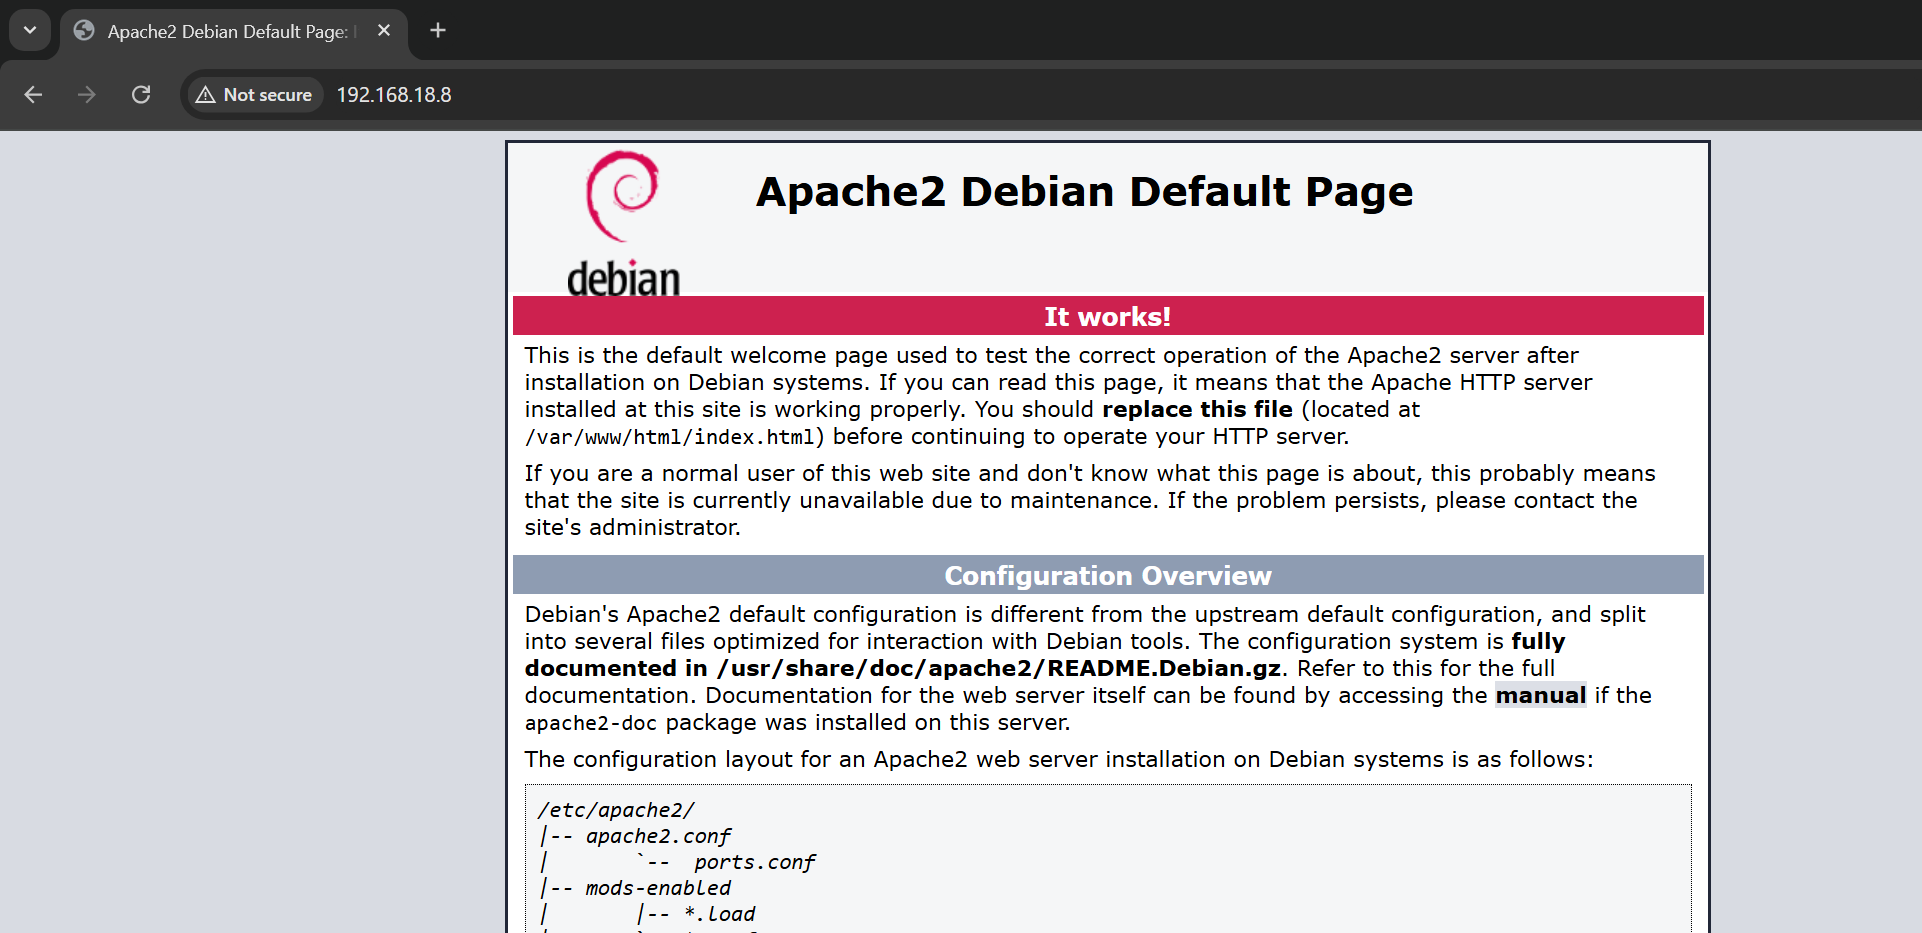 Apache2 Debian Default Page:
Not secure 192.168.18.8
debian
Apache2 Debian Default Page
It works!
This is the default welcome page used to test the correct operation of the Apache2 server after
installation on Debian systems. If you can read this page, it means that the Apache HTTP server
installed at this site is working properly. You should replace this file (located at
/var/www/html/index.html) before continuing to operate your HTTP server.
If you are a normal user of this web site and don't know what this page is about, this probably means
that the site is currently unavailable due to maintenance. If the problem persists, please contact the
site's administrator.
Configuration Overview
Debian's Apache2 default configuration is different from the upstream default configuration, and split
into several files optimized for interaction with Debian tools. The configuration system is fully
documented in /usr/share/doc/apache2/README.Debian.gz. Refer to this for the full
documentation. Documentation for the web server itself can be found by accessing the manual if the
apache2-doc package was installed on this server.
The configuration layout for an Apache2 web server installation on Debian systems is as follows:
/etc/apache2/
|-- apache2.conf
|       `--  ports.conf
|-- mods-enabled
|       |-- *.load